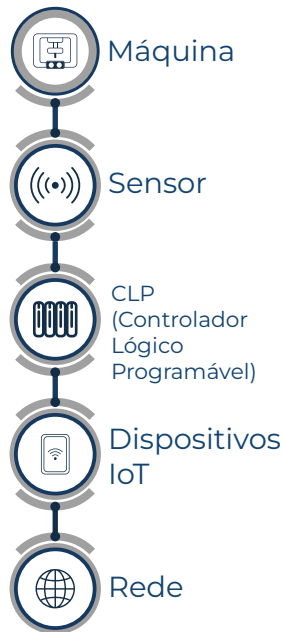 Máquina
Sensor
CLP
(Controlador
Lógico
Programável)
Dispositivos
IoT
Rede